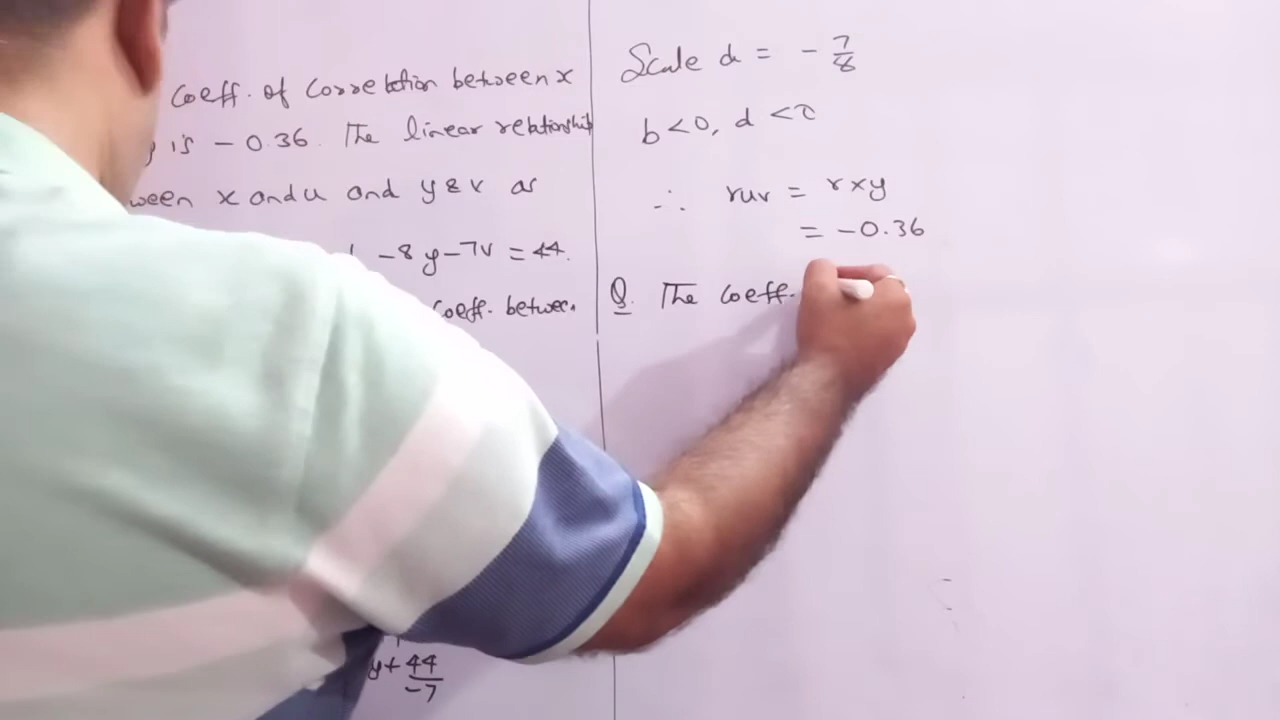 Coeff. of Correlation between x
is - 0.36. The linear relationship
ween x and u and y & v as
-8y-7v = 44.
Coeff. between
y + 44/-7
Scale d = - 7/8
b<0, d<0
∴ ruv = rxy
= -0.36
Q. The Coeff.